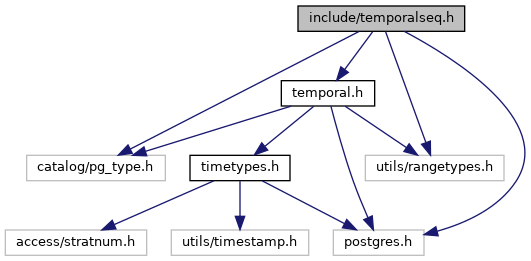 include/temporalseq.h
temporal.h
catalog/pg_type.h
timetypes.h
utils/rangetypes.h
access/stratnum.h
utils/timestamp.h
postgres.h